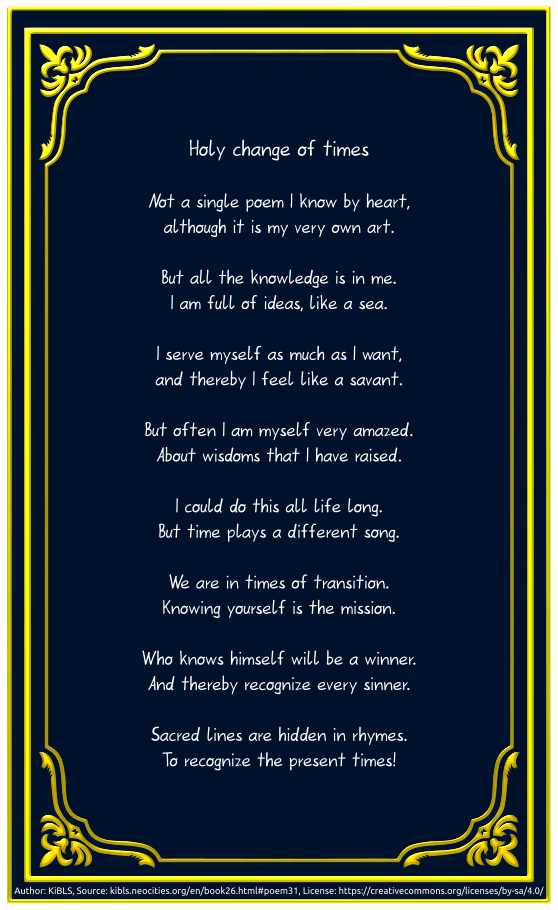 Holy change of times
Not a single poem I know by heart,
although it is my very own art.
But all the knowledge is in me.
I am full of ideas, like a sea.
I serve myself as much as I want,
and thereby I feel like a savant.
But often I am myself very amazed.
About wisdoms that I have raised.
I could do this all life long.
But time plays a different song.
We are in times of transition.
Knowing yourself is the mission.
Who knows himself will be a winner.
And thereby recognize every sinner.
Sacred lines are hidden in rhymes.
To recognize the present times!
Author: KiBLS, Source: kibls.neocities.org/en/book26.html#poem31, License: https://creativecommons.org/licenses/by-sa/4.0/